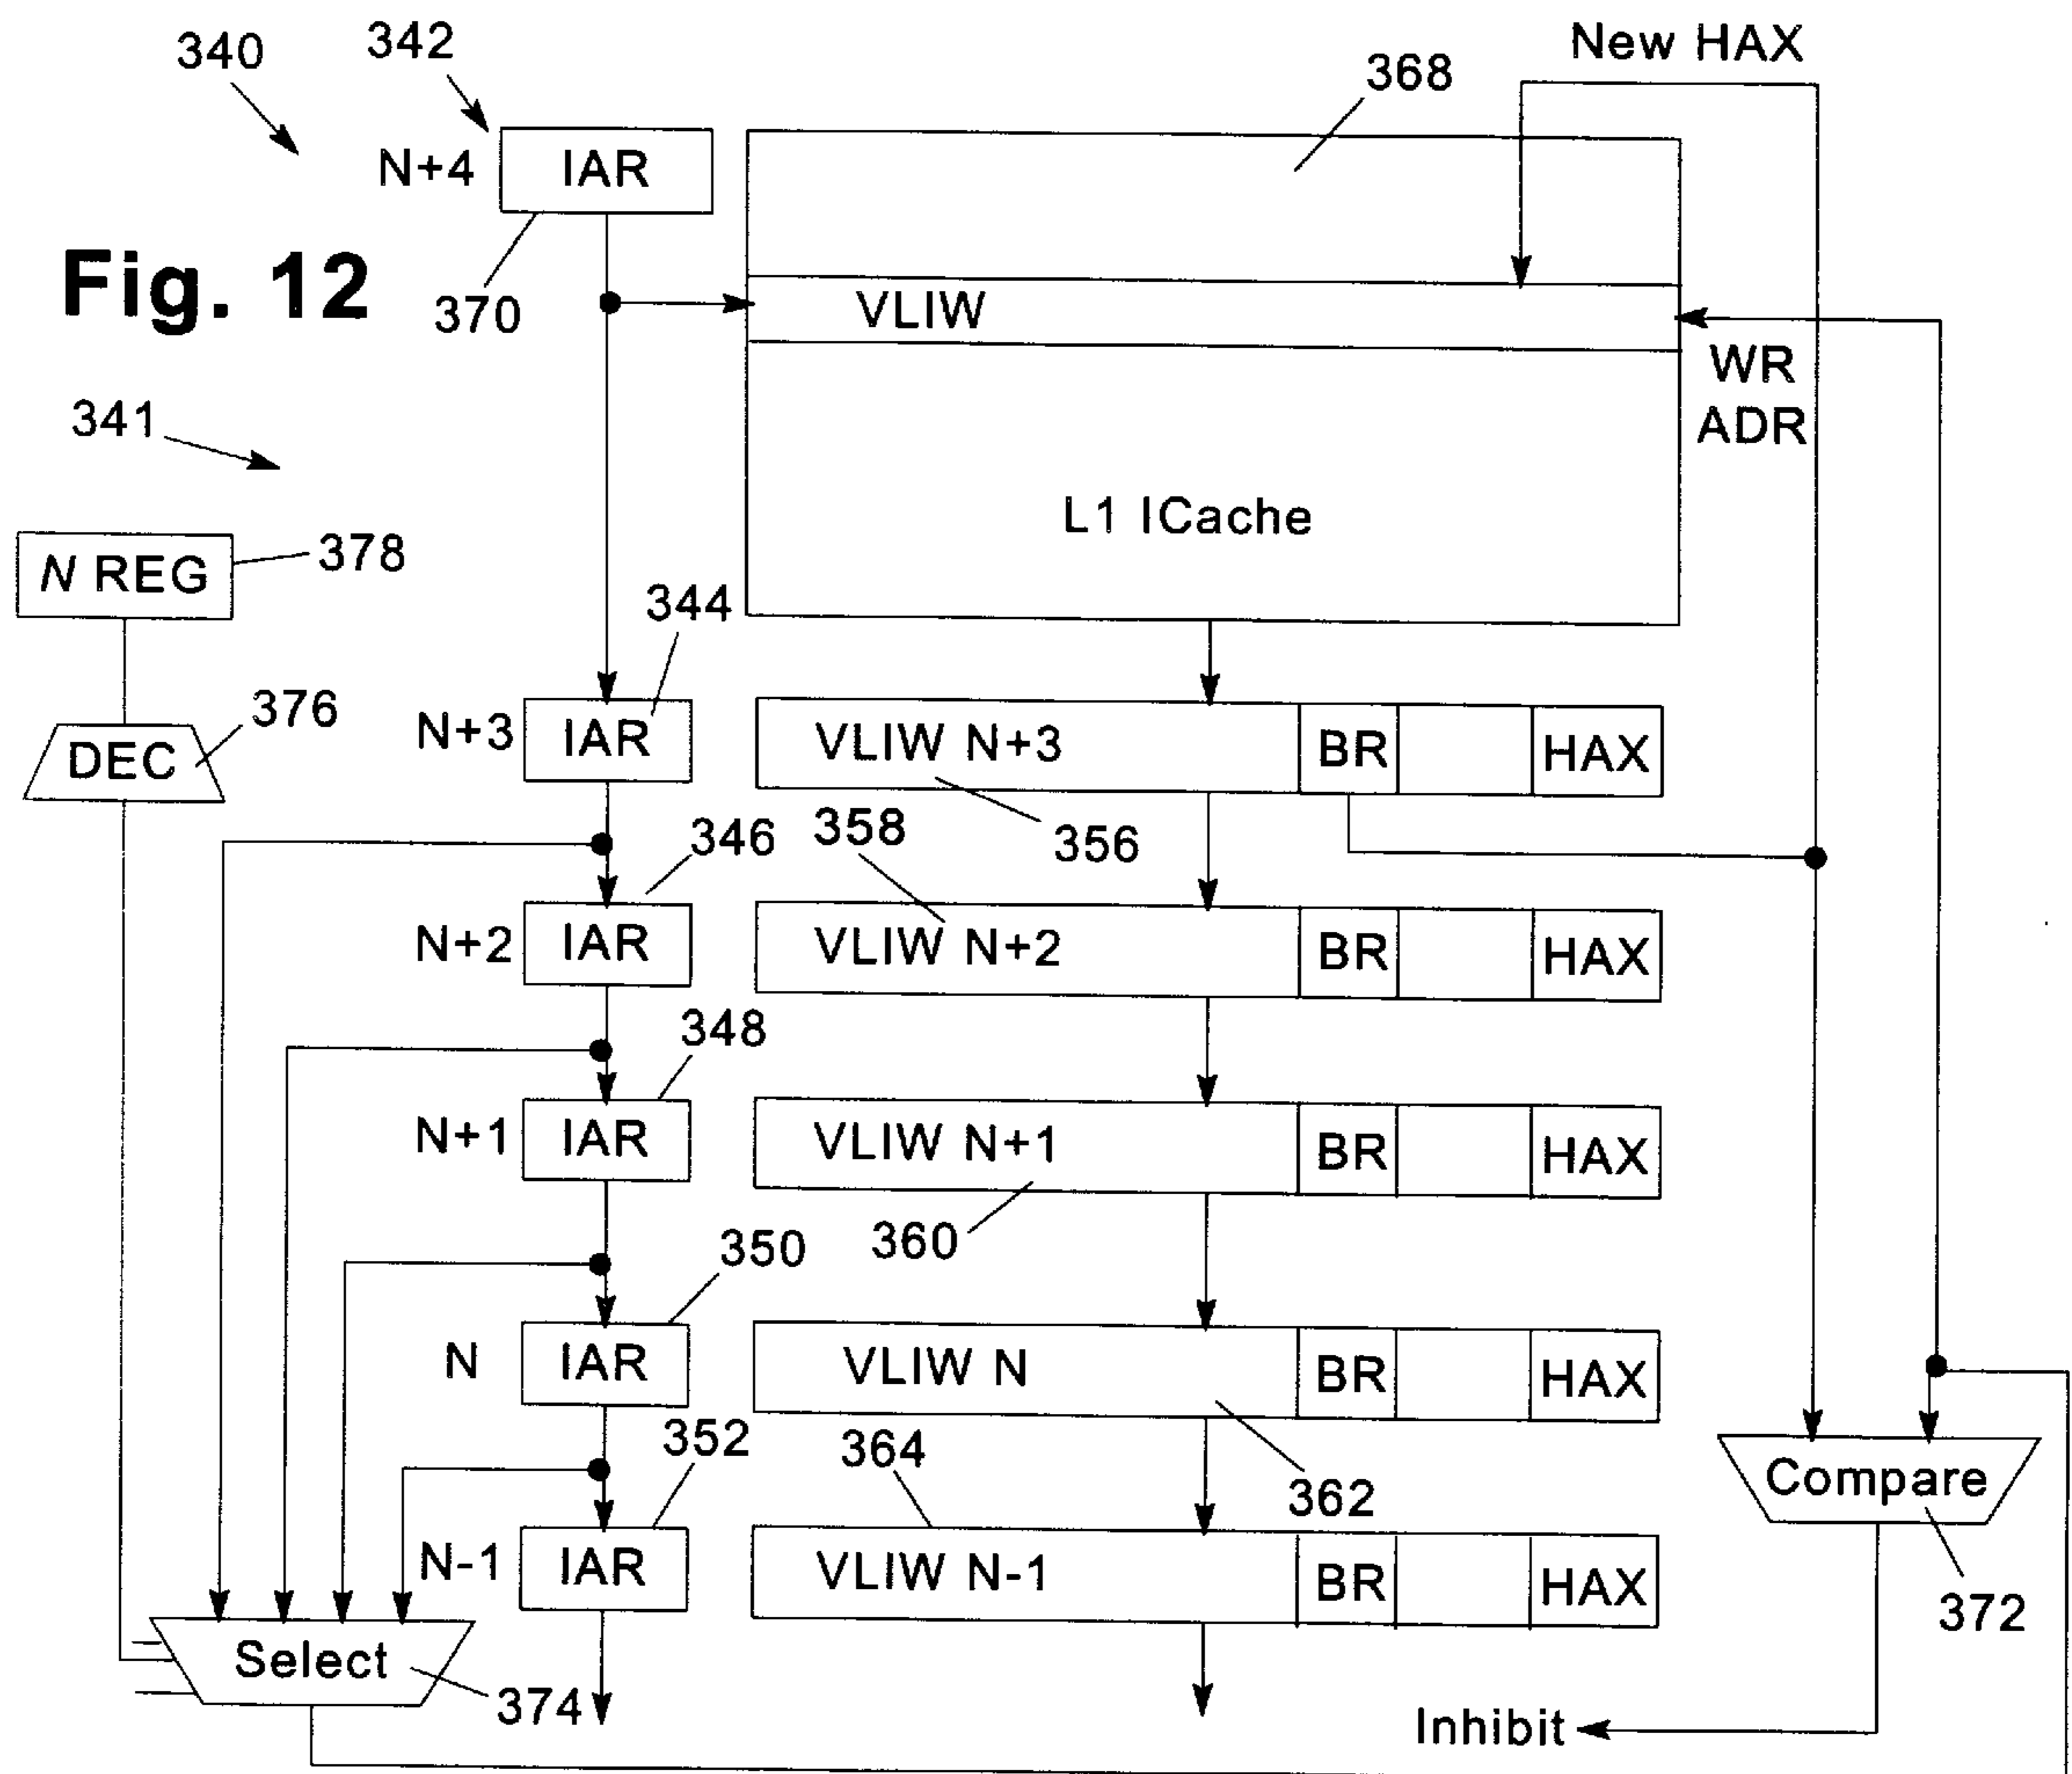 340
342
368
New HAX
N+4
IAR
Fig. 12
370
VLIW
WR
ADR
341
L1 ICache
N REG
378
344
376
DEC
N+3
IAR
VLIW N+3
BR
HAX
346
358
356
N+2
IAR
VLIW N+2
BR
HAX
348
N+1
IAR
VLIW N+1
BR
HAX
360
350
N
IAR
VLIW N
BR
HAX
352
364
362
Compare
N-1
IAR
VLIW N-1
BR
HAX
372
Select
374
Inhibit